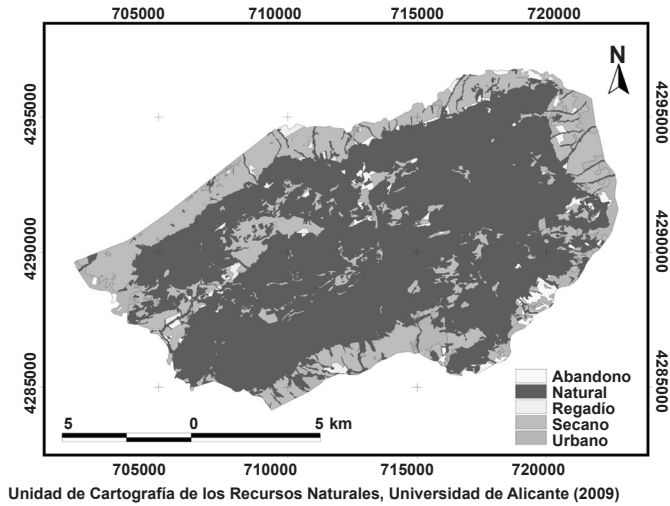 705000 710000 715000 720000
N
4295000 4295000
4290000 4290000
4285000 4285000
Abandono
Natural
Regadío
Secano
Urbano
5 0 5 km
705000 710000 715000 720000
Unidad de Cartografía de los Recursos Naturales, Universidad de Alicante (2009)